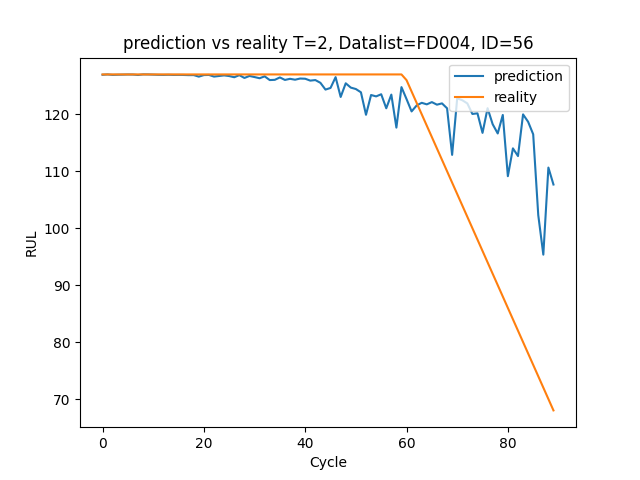 prediction vs reality T=2, Datalist=FD004, ID=56
prediction
reality
120
110
100
90
80
70
RUL
0 20 40 60 80
Cycle